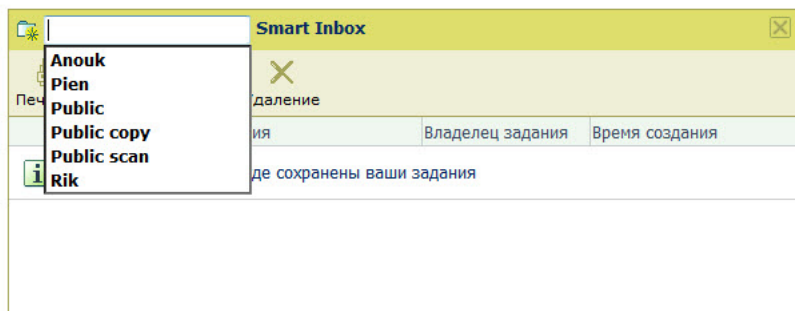 Smart Inbox
Anouk
Pien
Public
Public copy
Public scan
Rik
Удаление
Владелец задания Время создания
сохранены ваши задания